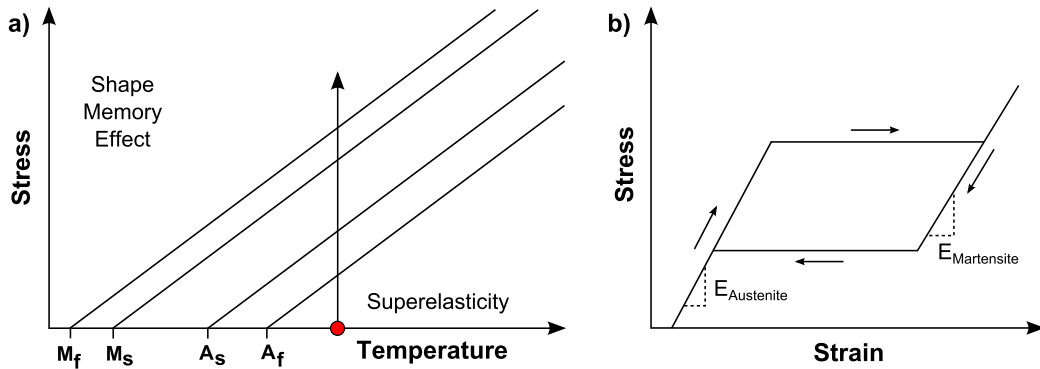 a)
Stress
Shape
Memory
Effect
Superelasticity
Mf
Ms
As
Af
Temperature
b)
Stress
EMartensite
EAustenite
Strain